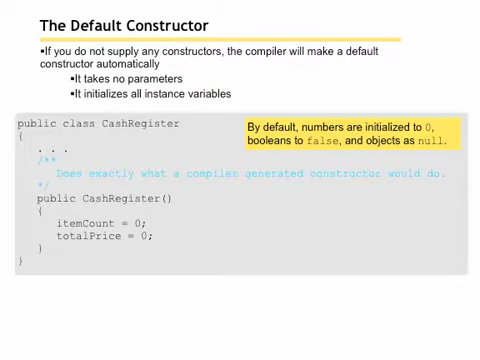 The Default Constructor
▪If you do not supply any constructors, the compiler will make a default
constructor automatically
▪It takes no parameters
▪It initializes all instance variables
public class CashRegister
{
. . .
/**
Does exactly what a compiler generated constructor would do.
*/
public CashRegister()
{
itemCount = 0;
totalPrice = 0;
}
}
By default, numbers are initialized to 0,
booleans to false, and objects as null.